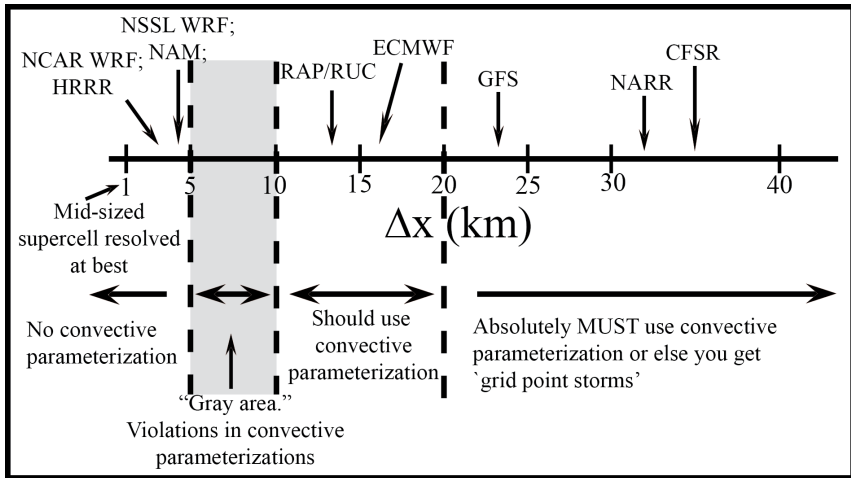 NSSL WRF;
NAM;
NCAR WRF;
HRRR
RAP/RUC
ECMWF
GFS
NARR
CFSR
1 5 10 15 20 25 30 40
Δx (km)
Mid-sized
supercell resolved
at best
No convective
parameterization
"Gray area."
Violations in convective
parameterizations
Should use
convective
parameterization
Absolutely MUST use convective
parameterization or else you get
`grid point storms'